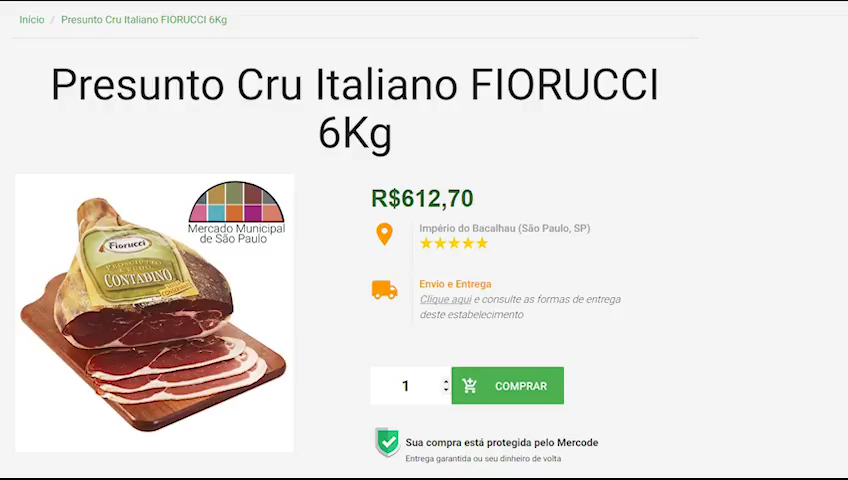 Início / Presunto Cru Italiano FIORUCCI 6Kg
Presunto Cru Italiano FIORUCCI
6Kg
Mercado Municipal
de São Paulo
Fiorucci
PROSCIUTTO
CRUDO
CONTADINO
R$612,70
Império do Bacalhau (São Paulo, SP)
Envio e Entrega
Clique aqui e consulte as formas de entrega
deste estabelecimento
1
COMPRAR
Sua compra está protegida pelo Mercode
Entrega garantida ou seu dinheiro de volta